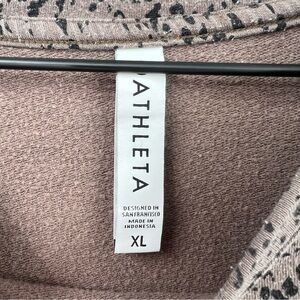 ATHLETA
DESIGNED IN
SAN FRANCISCO
MADE IN
INDONESIA
XL